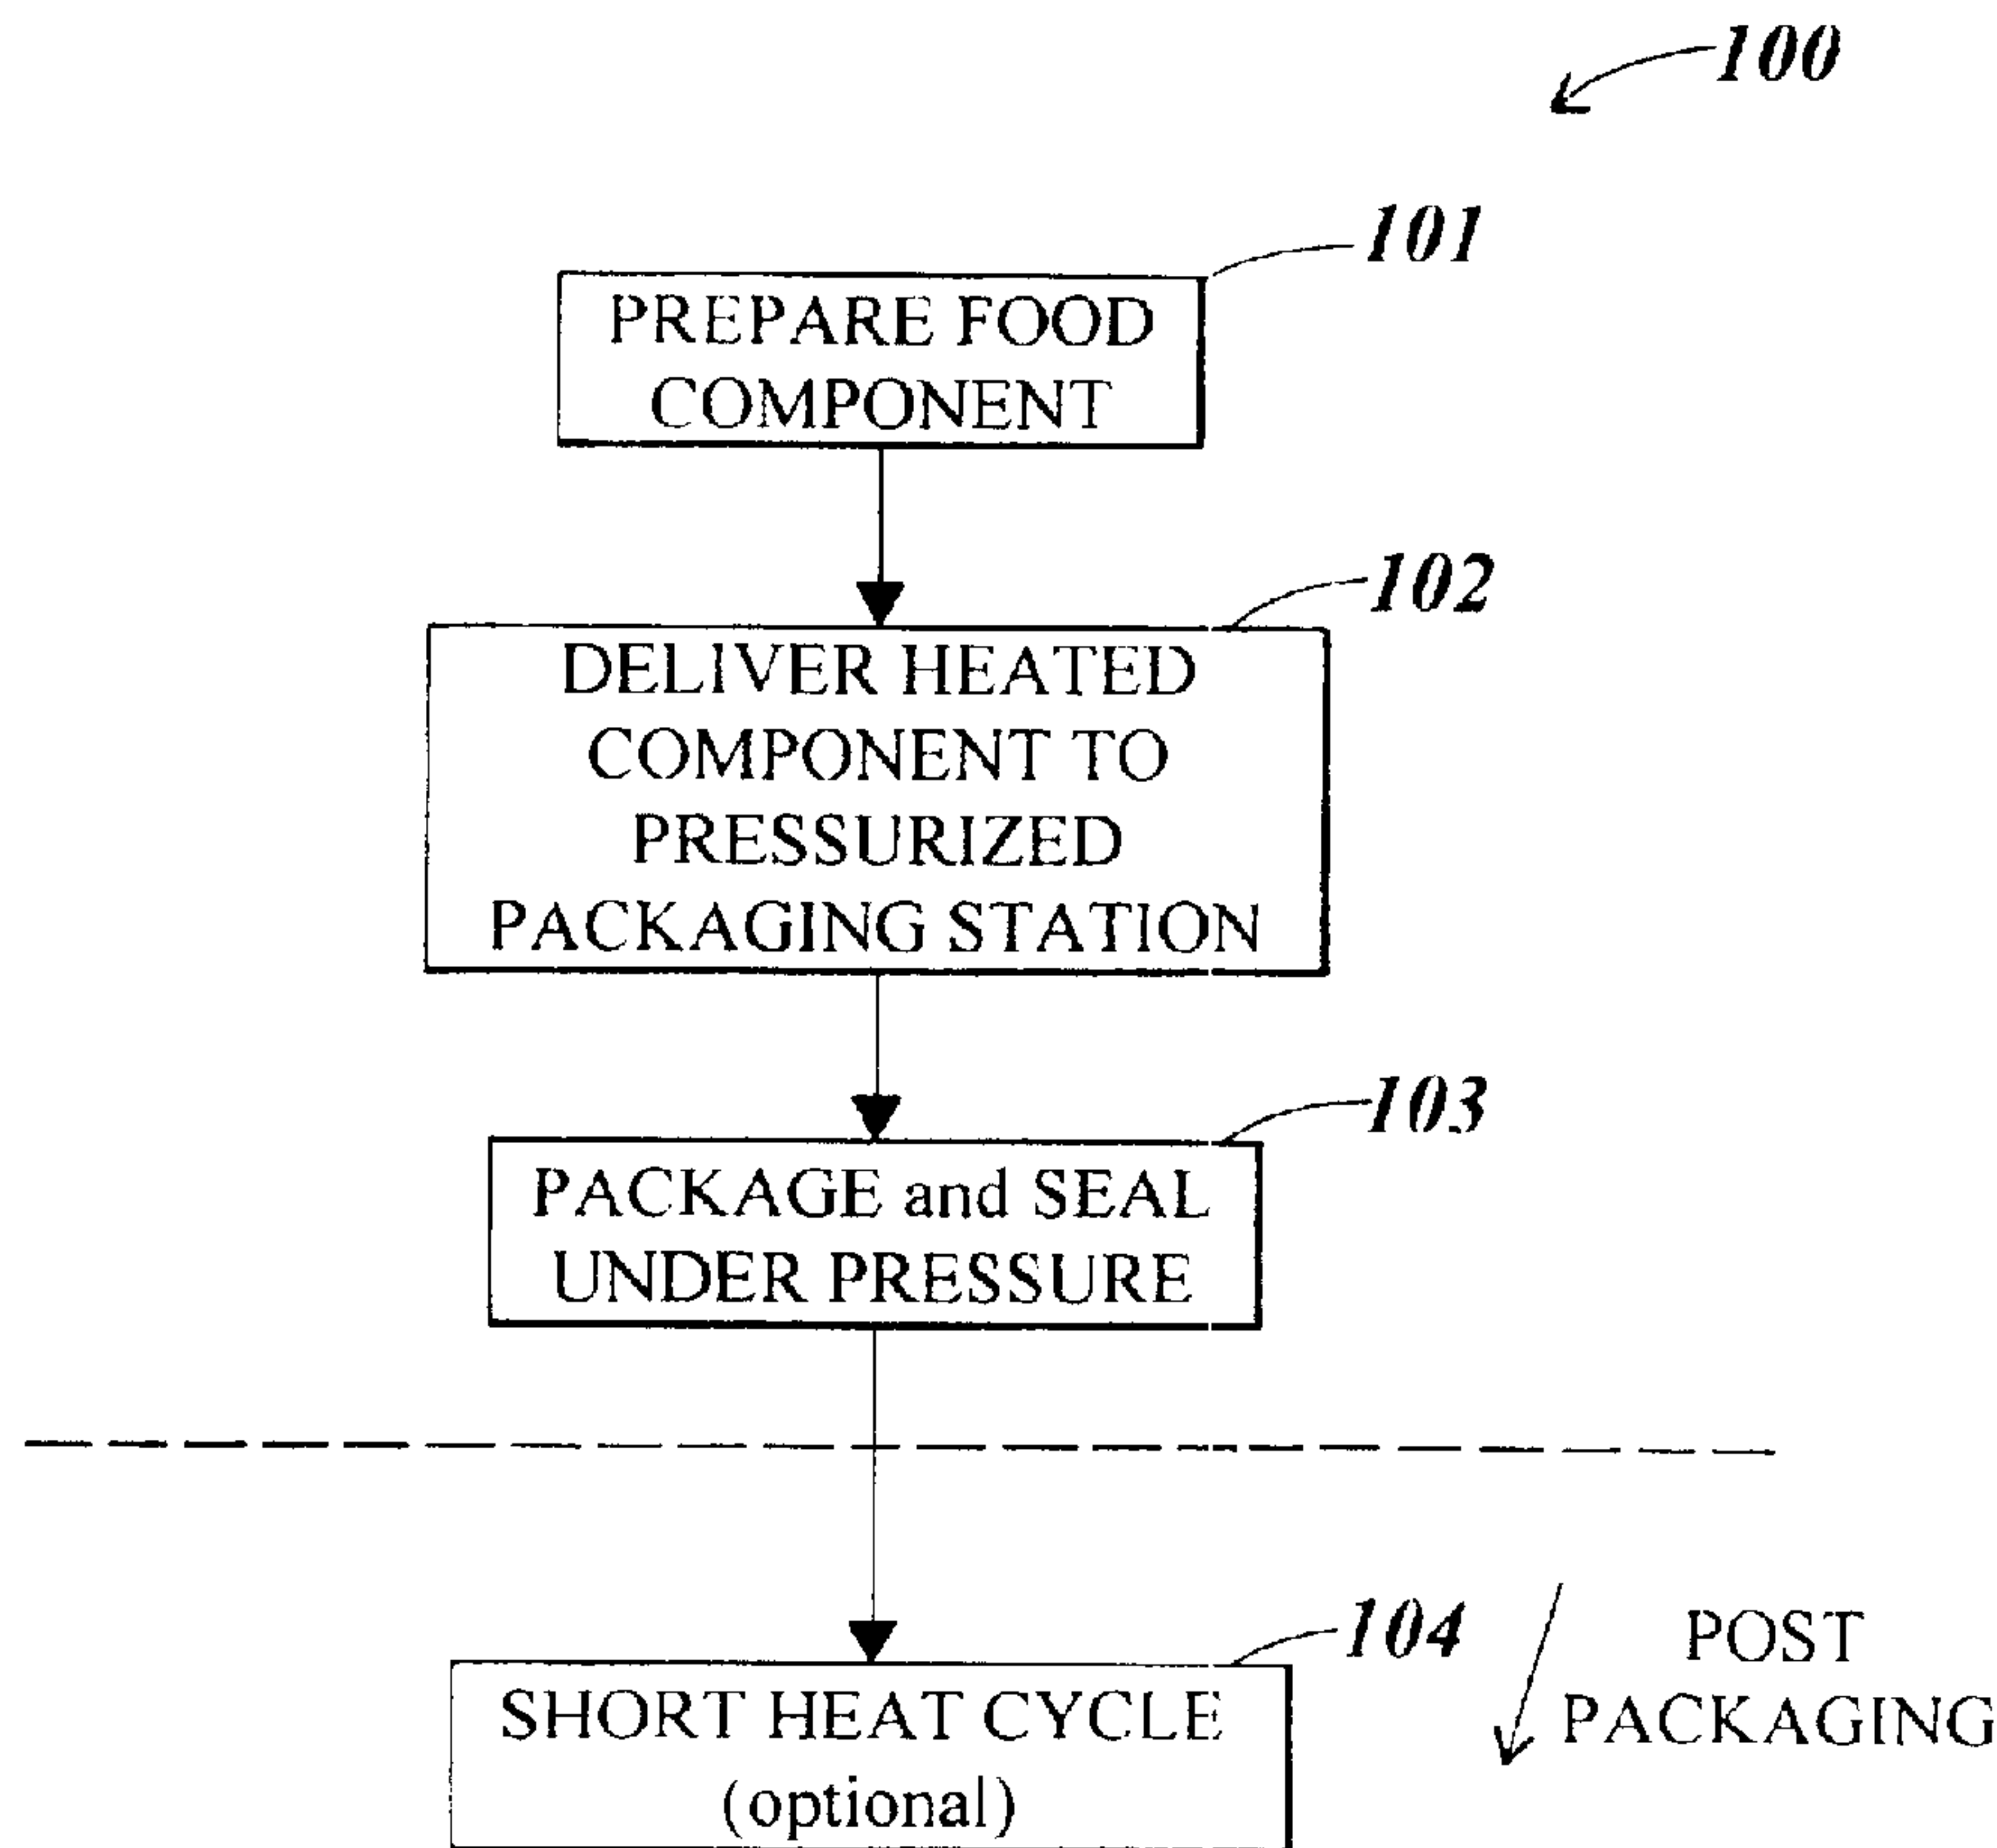 100
101
PREPARE FOOD
COMPONENT
102
DELIVER HEATED
COMPONENT TO
PRESSURIZED
PACKAGING STATION
103
PACKAGE and SEAL
UNDER PRESSURE
104
SHORT HEAT CYCLE
(optional)
POST
PACKAGING